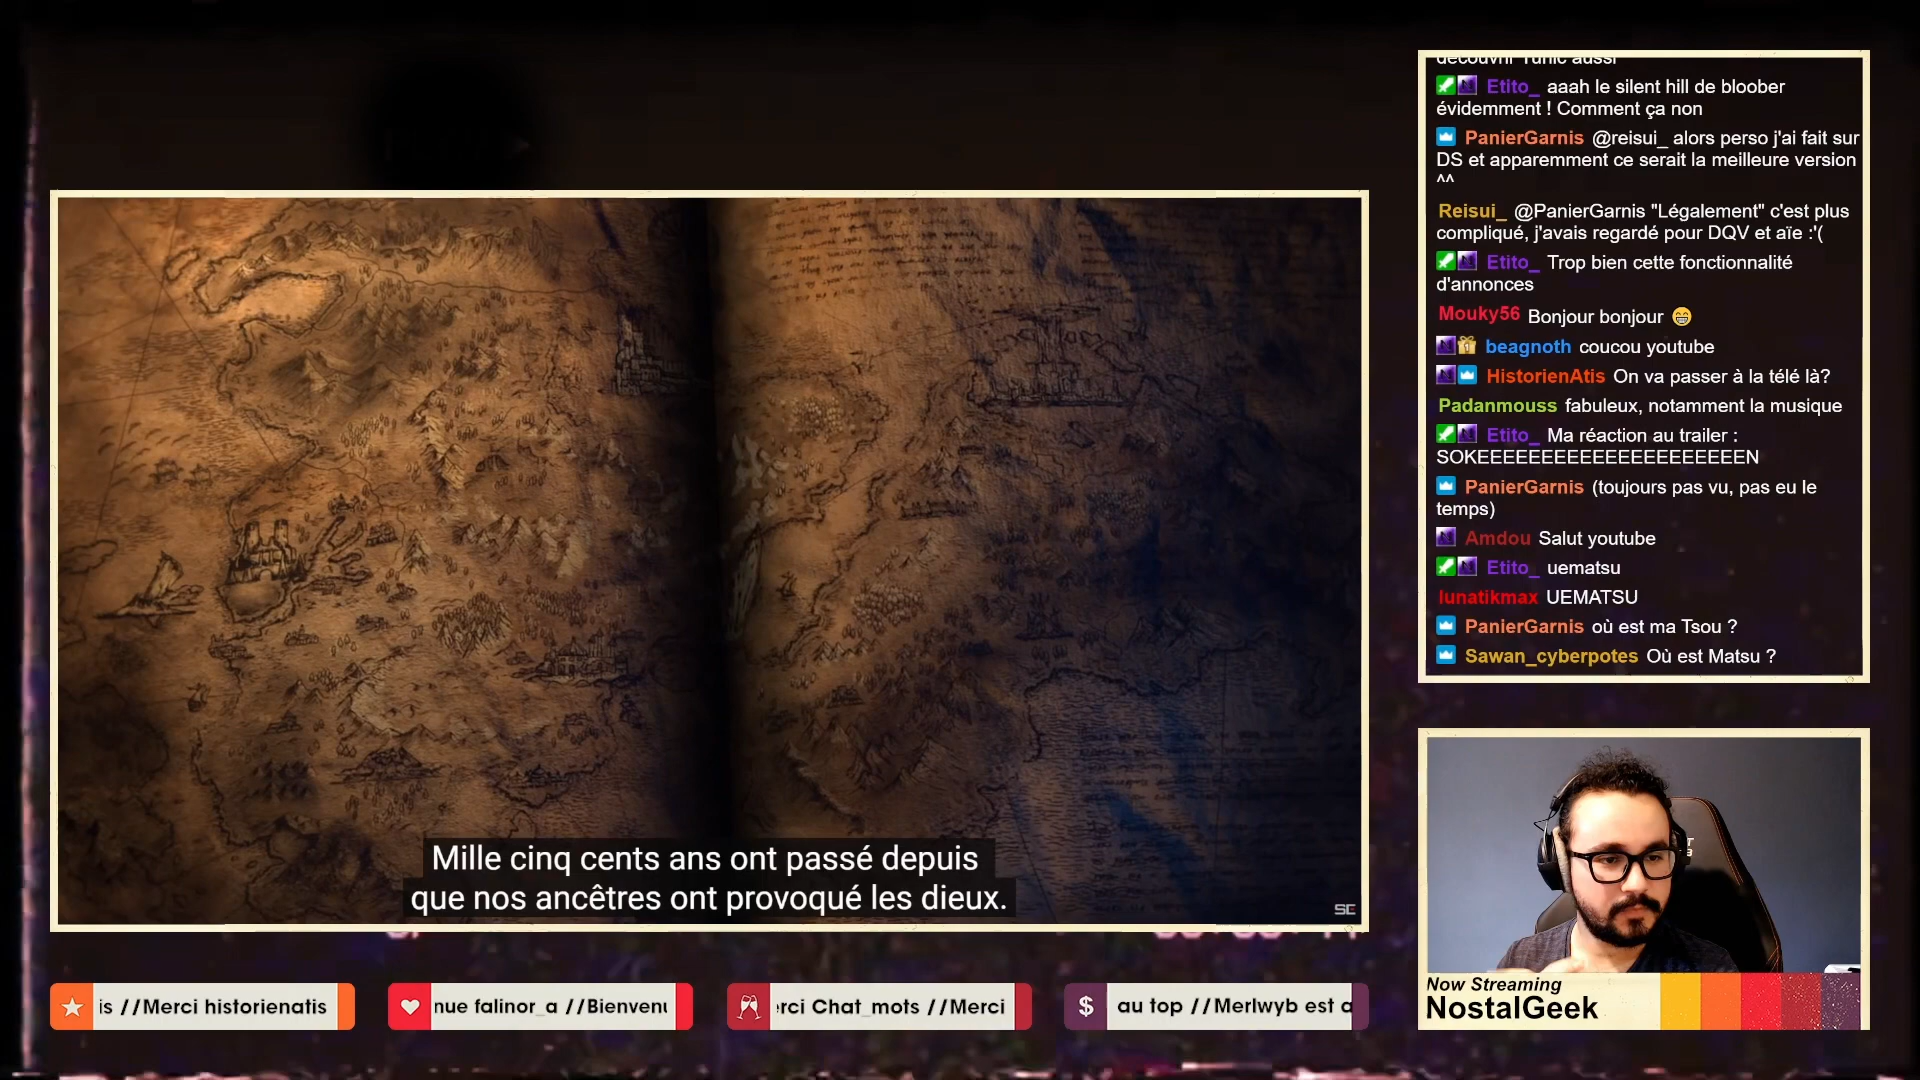 Mille cinq cents ans ont passé depuis
que nos ancêtres ont provoqué les dieux.
SE
is //Merci historienatis
nue falinor_a //Bienvenu
rci Chat_mots //Merci
$
au top //Merlwyb est a
découvrir Tunic aussi
Etito_ aaah le silent hill de bloober
évidemment ! Comment ça non
PanierGarnis @reisui_ alors perso j'ai fait sur
DS et apparemment ce serait la meilleure version
^^
Reisui_ @PanierGarnis "Légalement" c'est plus
compliqué, j'avais regardé pour DQV et aïe :'(
Etito_ Trop bien cette fonctionnalité
d'annonces
Mouky56 Bonjour bonjour 😁
beagnoth coucou youtube
HistorienAtis On va passer à la télé là?
Padanmouss fabuleux, notamment la musique
Etito_ Ma réaction au trailer :
SOKEEEEEEEEEEEEEEEEEEEEEEN
PanierGarnis (toujours pas vu, pas eu le
temps)
Amdou Salut youtube
Etito_ uematsu
lunatikmax UEMATSU
PanierGarnis où est ma Tsou ?
Sawan_cyberpotes Où est Matsu ?
Now Streaming
NostalGeek